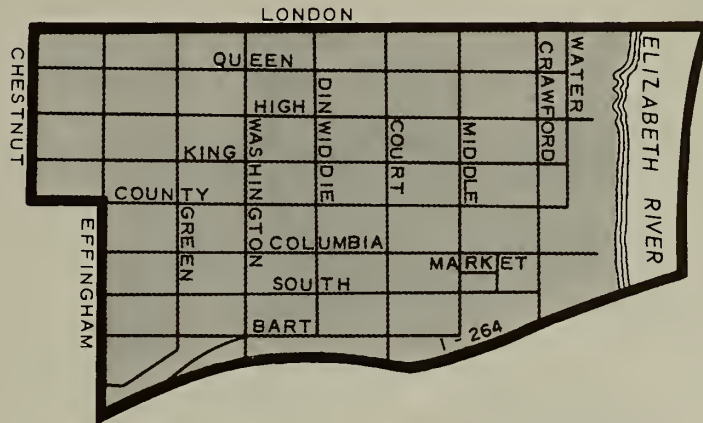 LONDON
QUEEN
HIGH
KING
COUNTY
COLUMBIA
MARKET
SOUTH
BART
I-264
CHESTNUT
EFFINGHAM
GREEN
WASHINGTON
DINWIDDIE
COURT
MIDDLE
CRAWFORD
WATER
ELIZABETH RIVER